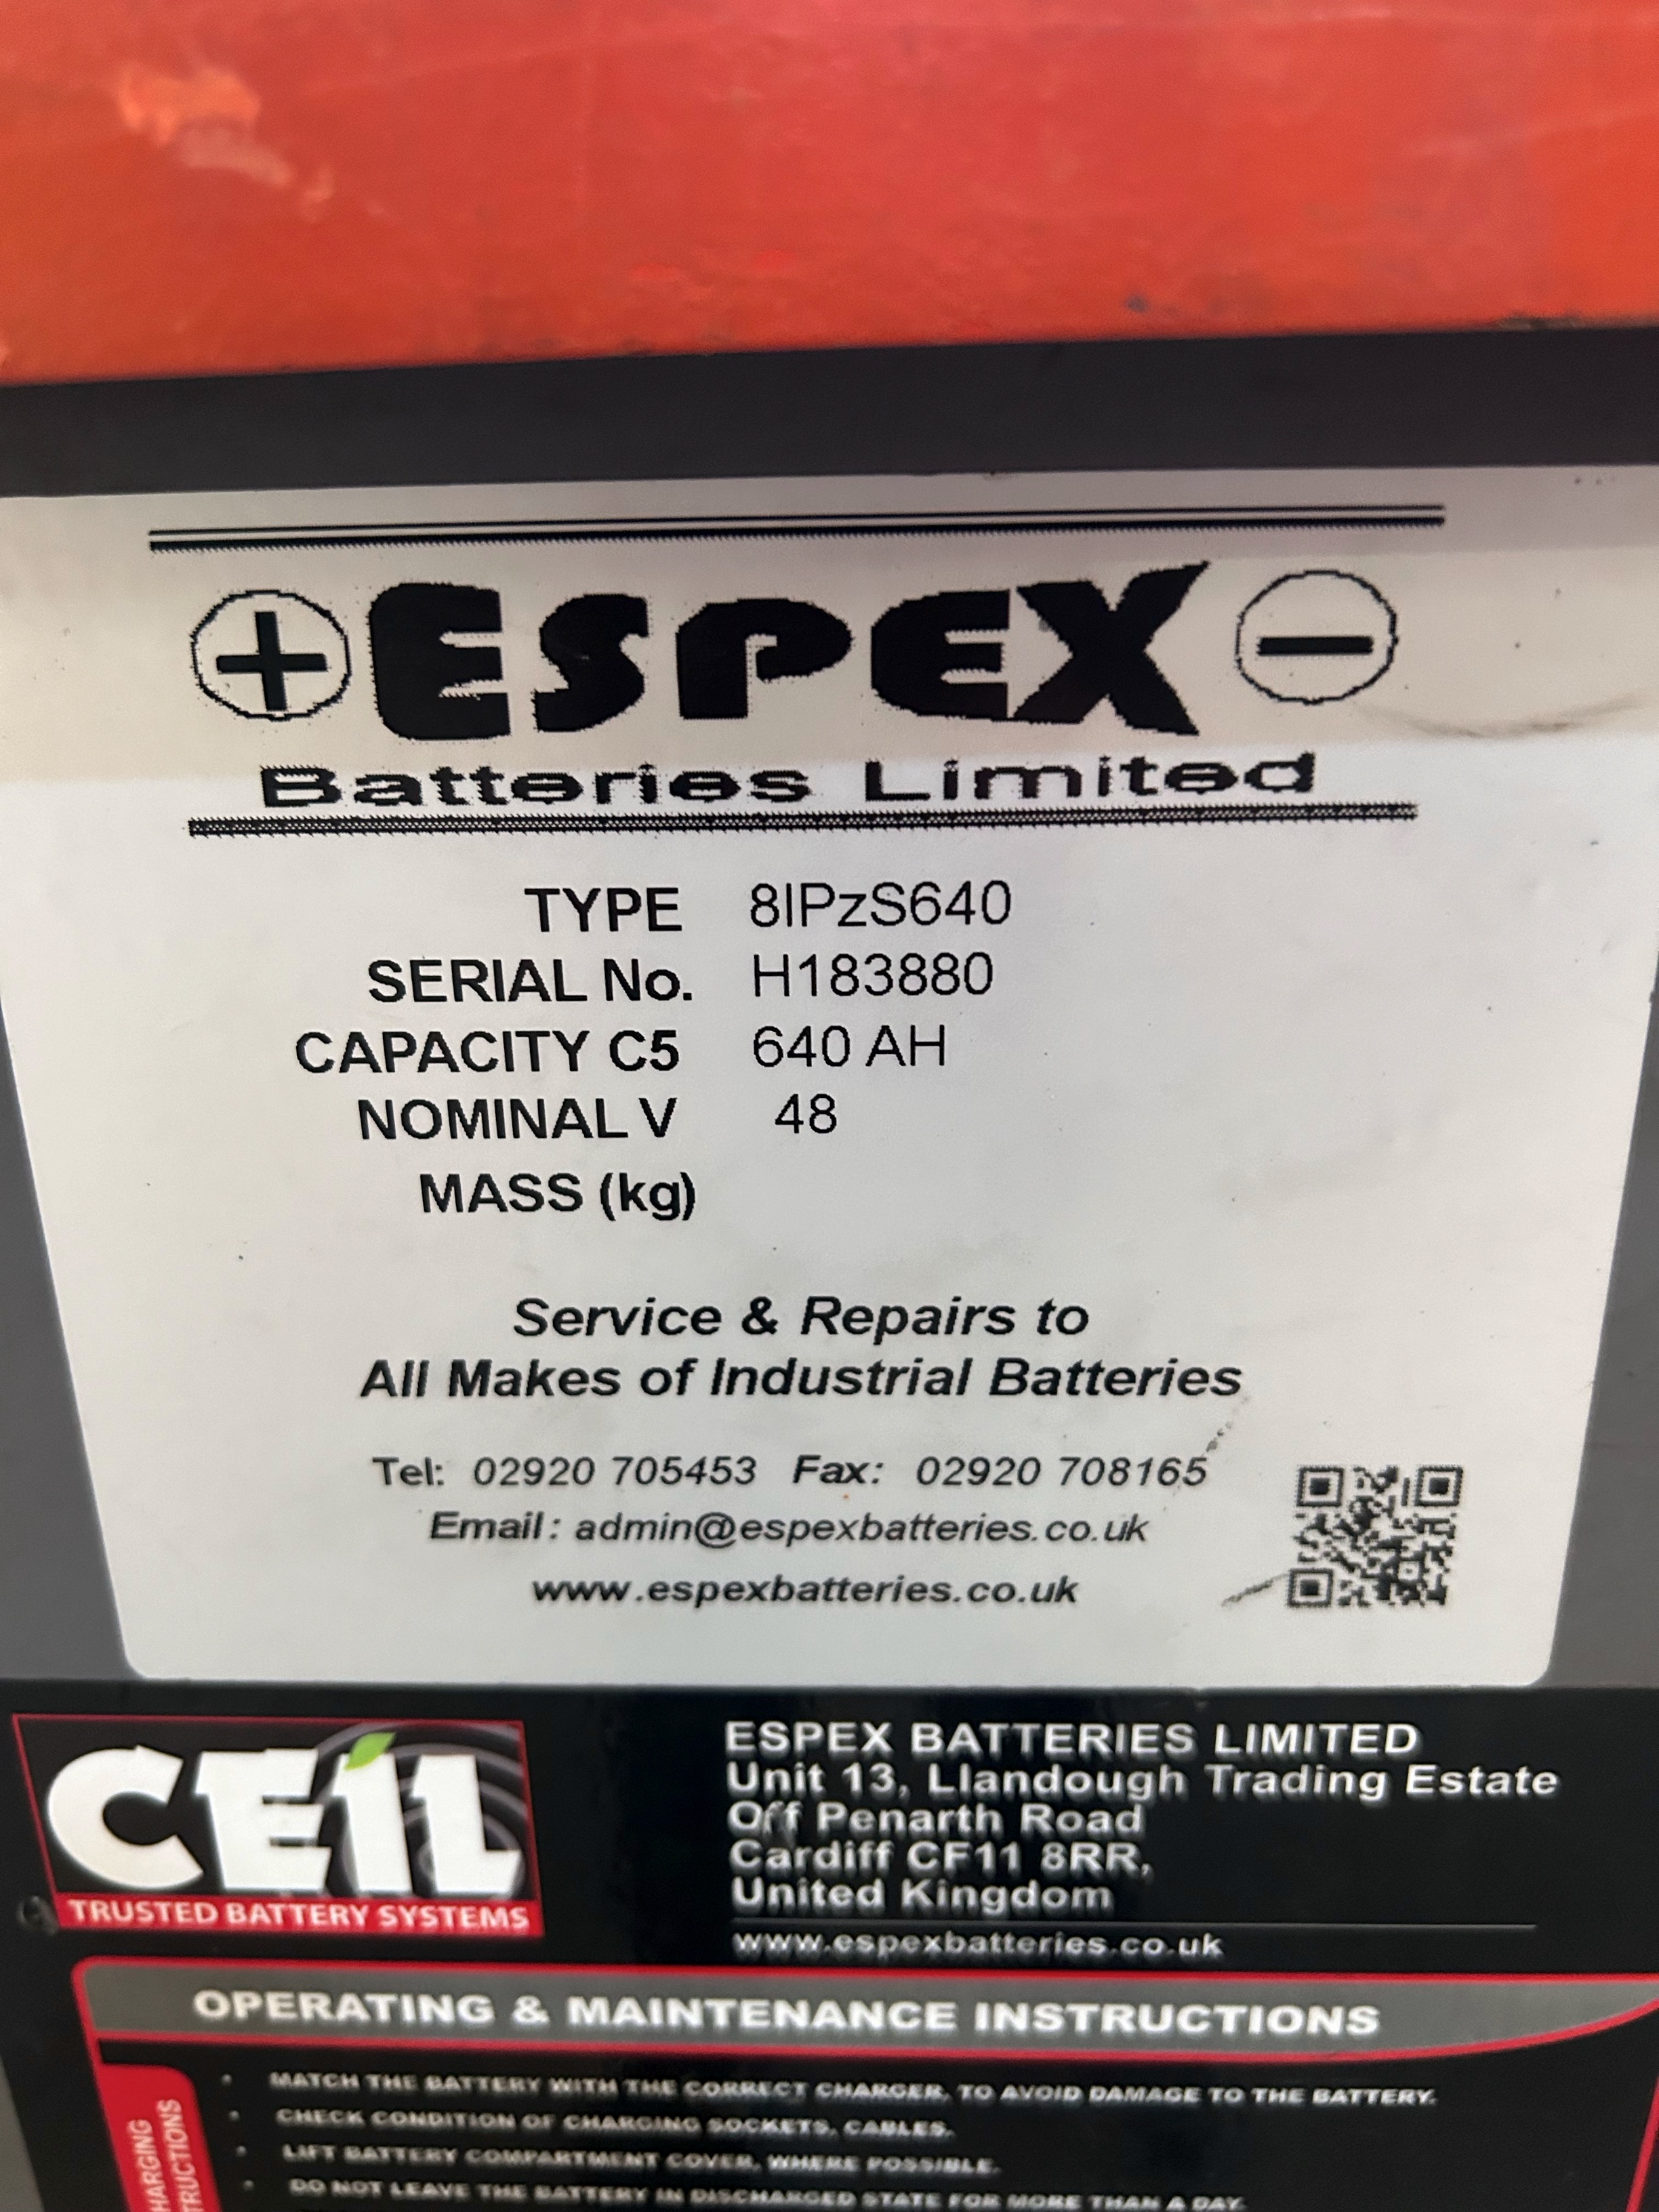 ESPEX
Batteries Limited
TYPE 8IPzS640
SERIAL No. H183880
CAPACITY C5 640 AH
NOMINAL V 48
MASS (kg)
Service & Repairs to
All Makes of Industrial Batteries
Tel: 02920 705453 Fax: 02920 708165
Email: admin@espexbatteries.co.uk
www.espexbatteries.co.uk
CEIL
TRUSTED BATTERY SYSTEMS
ESPEX BATTERIES LIMITED
Unit 13, Llandough Trading Estate
Off Penarth Road
Cardiff CF11 8RR,
United Kingdom
www.espexbatteries.co.uk
OPERATING & MAINTENANCE INSTRUCTIONS
• MATCH THE BATTERY WITH THE CORRECT CHARGER, TO AVOID DAMAGE TO THE BATTERY.
• CHECK CONDITION OF CHARGING SOCKETS, CABLES.
• LIFT BATTERY COMPARTMENT COVER, WHERE POSSIBLE.
• DO NOT LEAVE THE BATTERY IN DISCHARGED STATE FOR MORE THAN A DAY.